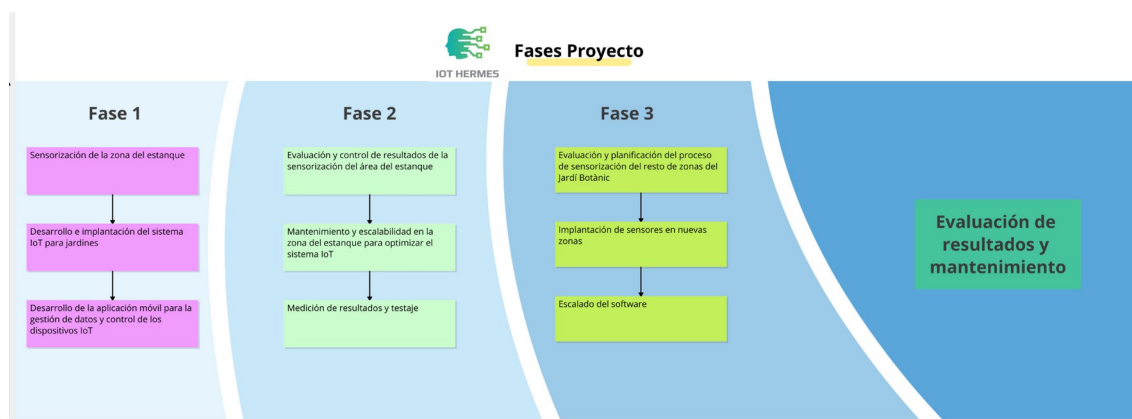 Fases Proyecto
IOT HERMES
Fase 1
Sensorización de la zona del estanque
Desarrollo e implantación del sistema
IoT para jardines
Desarrollo de la aplicación móvil para la
gestión de datos y control de los
dispositivos IoT
Fase 2
Evaluación y control de resultados de la
sensorización del área del estanque
Mantenimiento y escalabilidad en la
zona del estanque para optimizar el
sistema IoT
Medición de resultados y testaje
Fase 3
Evaluación y planificación del proceso
de sensorización del resto de zonas del
Jardí Botànic
Implantación de sensores en nuevas
zonas
Escalado del software
Evaluación de
resultados y
mantenimiento